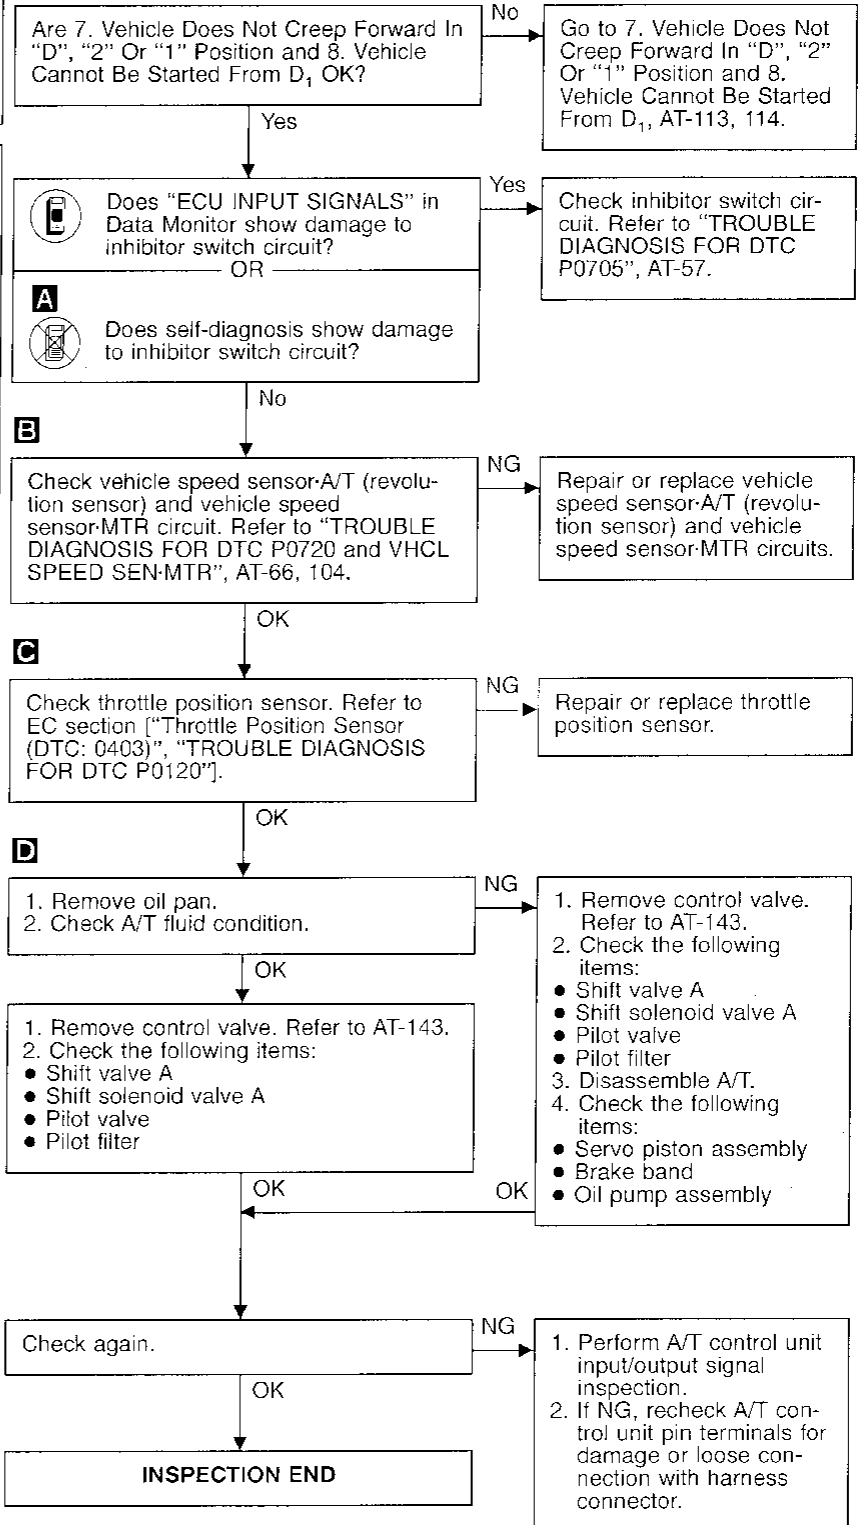 Are 7. Vehicle Does Not Creep Forward In
“D”, “2” Or “1” Position and 8. Vehicle
Cannot Be Started From D1 OK?
No
Go to 7. Vehicle Does Not
Creep Forward In “D”, “2”
Or “1” Position and 8.
Vehicle Cannot Be Started
From D1, AT-113, 114.
Yes
Does “ECU INPUT SIGNALS” in
Data Monitor show damage to
inhibitor switch circuit?
OR
A
Does self-diagnosis show damage
to inhibitor switch circuit?
Yes
Check inhibitor switch cir-
cuit. Refer to “TROUBLE
DIAGNOSIS FOR DTC
P0705”, AT-57.
No
B
Check vehicle speed sensor·A/T (revolu-
tion sensor) and vehicle speed
sensor·MTR circuit. Refer to “TROUBLE
DIAGNOSIS FOR DTC P0720 and VHCL
SPEED SEN·MTR”, AT-66, 104.
NG
Repair or replace vehicle
speed sensor·A/T (revolu-
tion sensor) and vehicle
speed sensor·MTR circuits.
OK
C
Check throttle position sensor. Refer to
EC section [“Throttle Position Sensor
(DTC: 0403)”, “TROUBLE DIAGNOSIS
FOR DTC P0120”].
NG
Repair or replace throttle
position sensor.
OK
D
1. Remove oil pan.
2. Check A/T fluid condition.
NG
1. Remove control valve.
Refer to AT-143.
2. Check the following
items:
● Shift valve A
● Shift solenoid valve A
● Pilot valve
● Pilot filter
3. Disassemble A/T.
4. Check the following
items:
● Servo piston assembly
● Brake band
● Oil pump assembly
OK
1. Remove control valve. Refer to AT-143.
2. Check the following items:
● Shift valve A
● Shift solenoid valve A
● Pilot valve
● Pilot filter
OK
OK
Check again.
NG
1. Perform A/T control unit
input/output signal
inspection.
2. If NG, recheck A/T con-
trol unit pin terminals for
damage or loose con-
nection with harness
connector.
OK
INSPECTION END